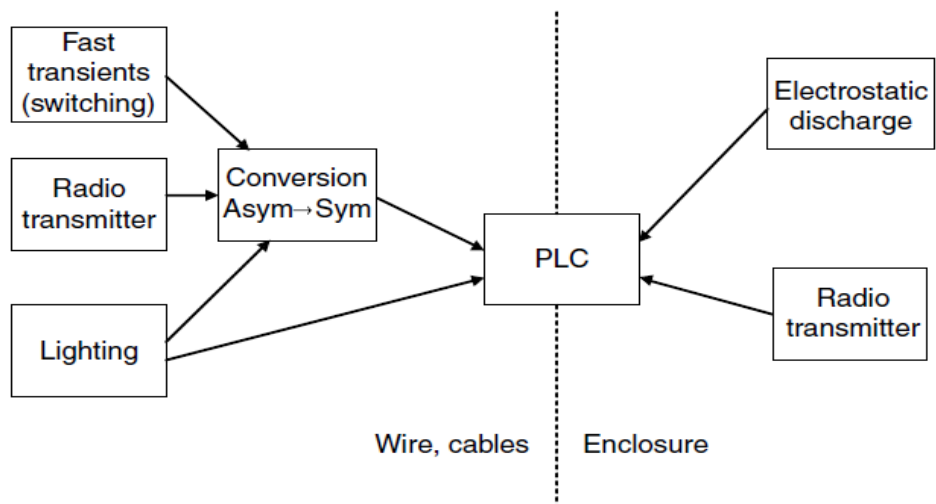 Fast
transients
(switching)
Radio
transmitter
Lighting
Conversion
Asym→Sym
PLC
Electrostatic
discharge
Radio
transmitter
Wire, cables
Enclosure